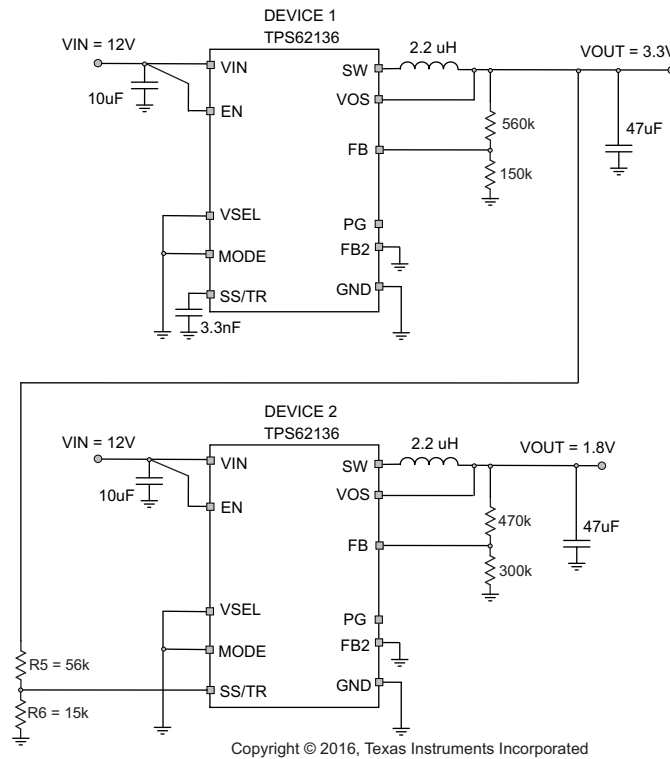 DEVICE 1
TPS62136
VIN = 12V
VOUT = 3.3V
2.2 uH
VIN
SW
10uF
EN
VOS
560k
47uF
FB
150k
VSEL
PG
MODE
FB2
SS/TR
GND
3.3nF
DEVICE 2
TPS62136
VIN = 12V
2.2 uH
VOUT = 1.8V
VIN
SW
10uF
EN
VOS
470k
47uF
FB
300k
VSEL
PG
MODE
FB2
R5 = 56k
SS/TR
GND
R6 = 15k
Copyright © 2016, Texas Instruments Incorporated